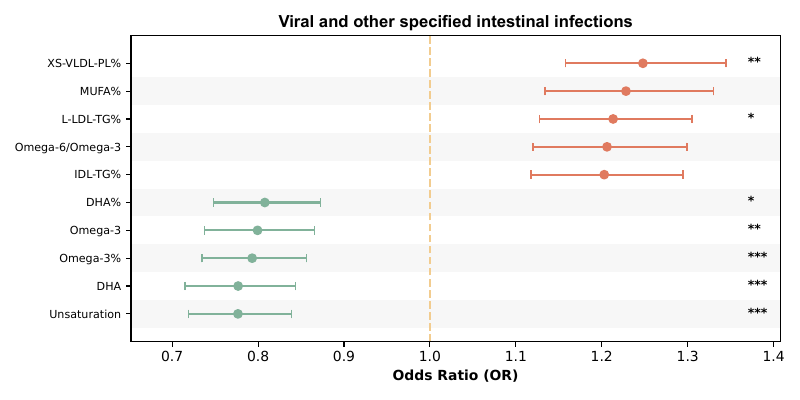 Viral and other specified intestinal infections
XS-VLDL-PL% **
MUFA%
L-LDL-TG% *
Omega-6/Omega-3
IDL-TG%
DHA% *
Omega-3 **
Omega-3% ***
DHA ***
Unsaturation ***
0.7 0.8 0.9 1.0 1.1 1.2 1.3 1.4
Odds Ratio (OR)